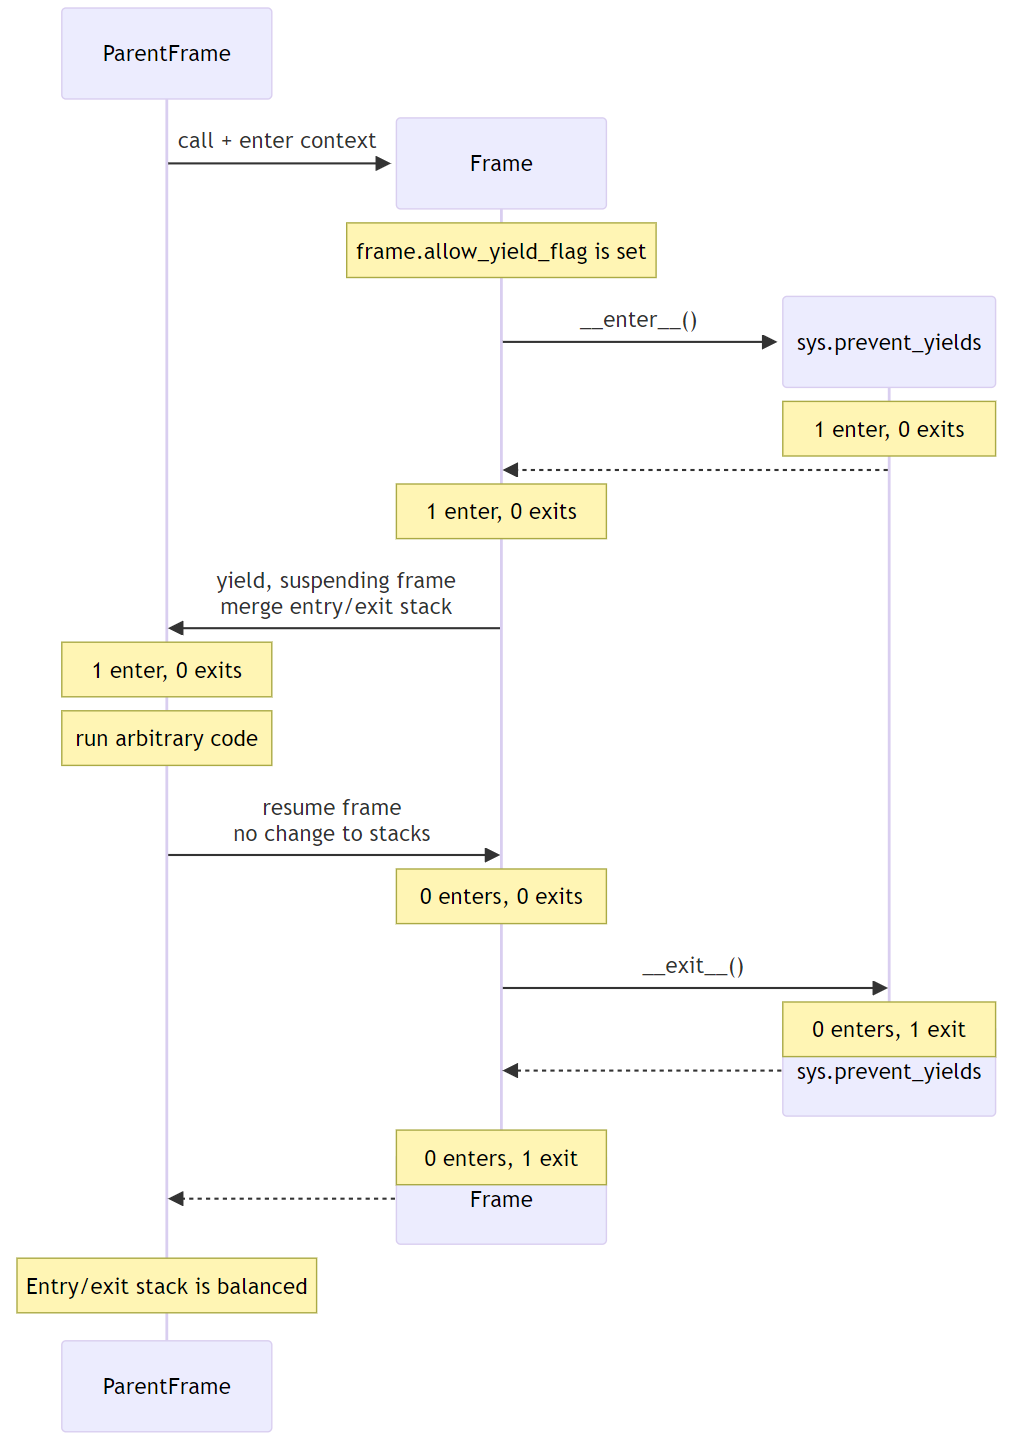 ParentFrame
call + enter context
Frame
frame.allow_yield_flag is set
__enter__()
sys.prevent_yields
1 enter, 0 exits
1 enter, 0 exits
yield, suspending frame
merge entry/exit stack
1 enter, 0 exits
run arbitrary code
resume frame
no change to stacks
0 enters, 0 exits
__exit__()
0 enters, 1 exit
sys.prevent_yields
0 enters, 1 exit
Frame
Entry/exit stack is balanced
ParentFrame